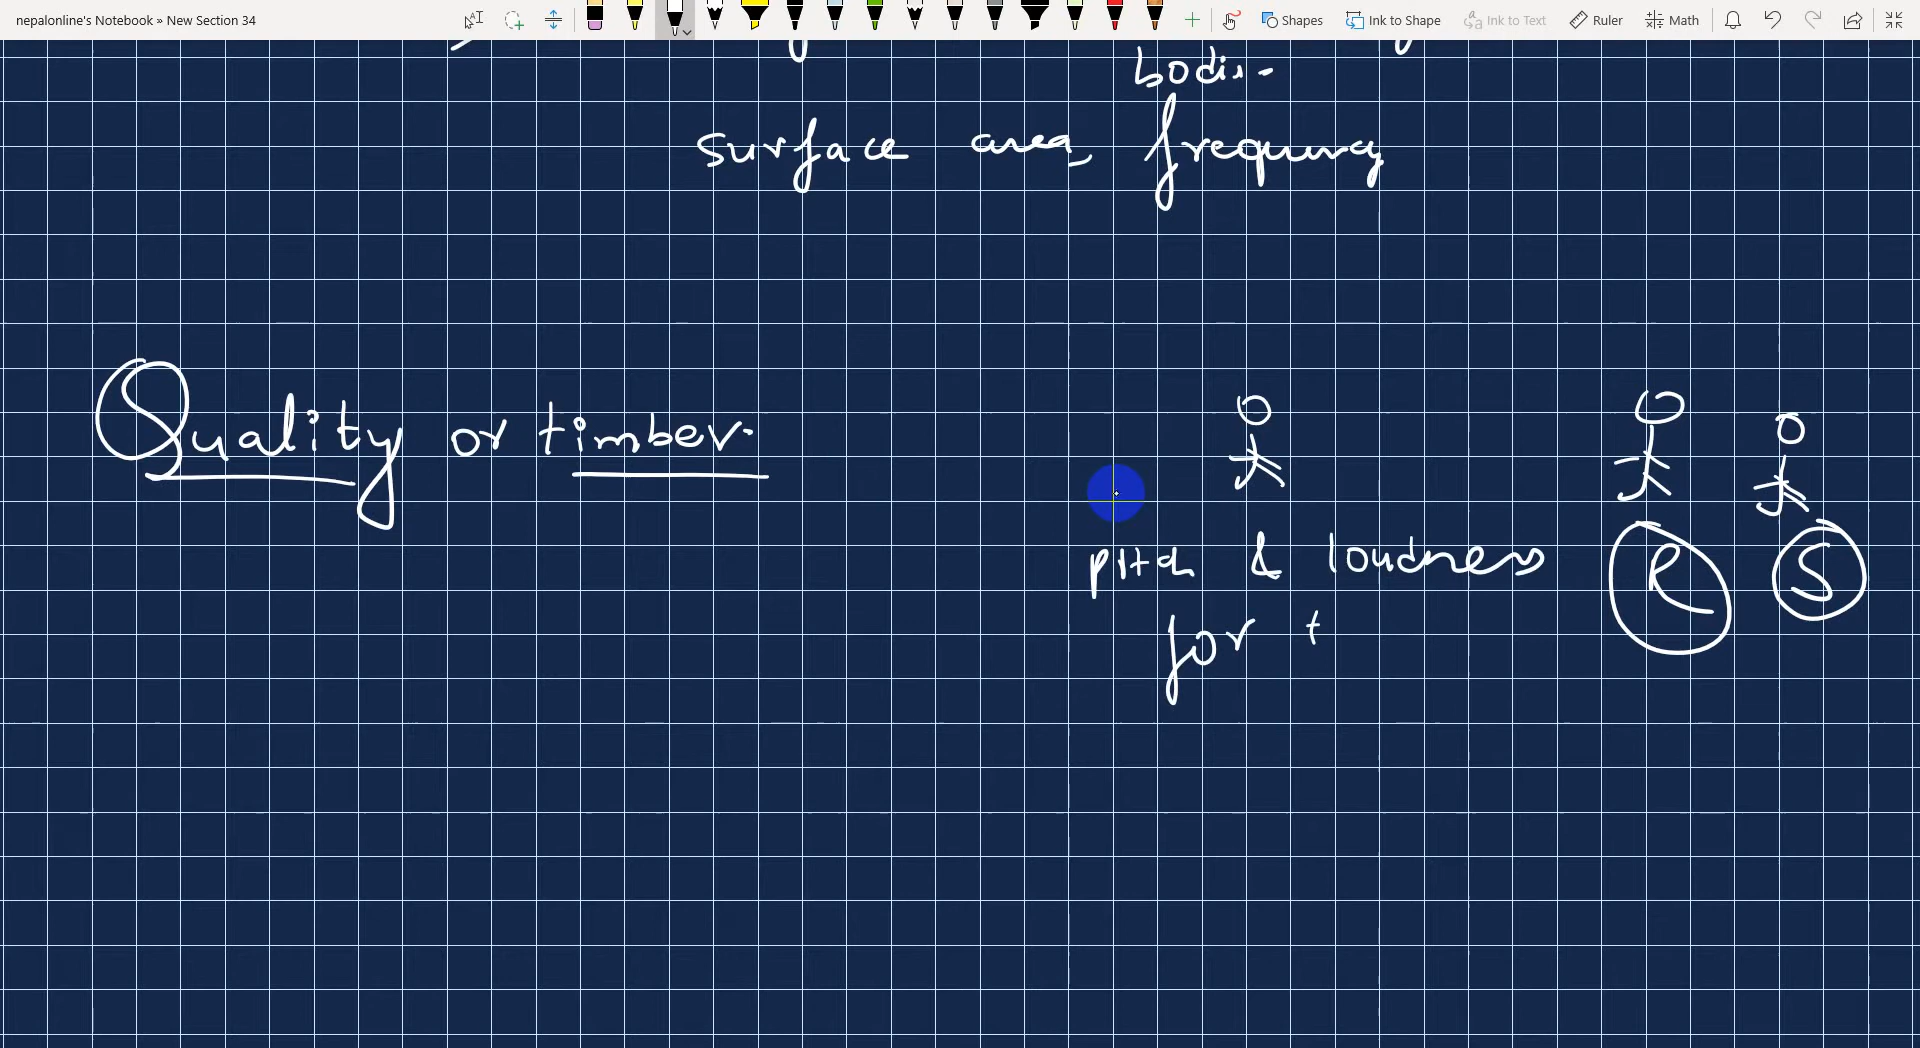 nepalonline's Notebook » New Section 34
Shapes Ink to Shape Ink to Text Ruler Math
surface area, frequency
Quality or timber.
pitch & loudness
R S
for t